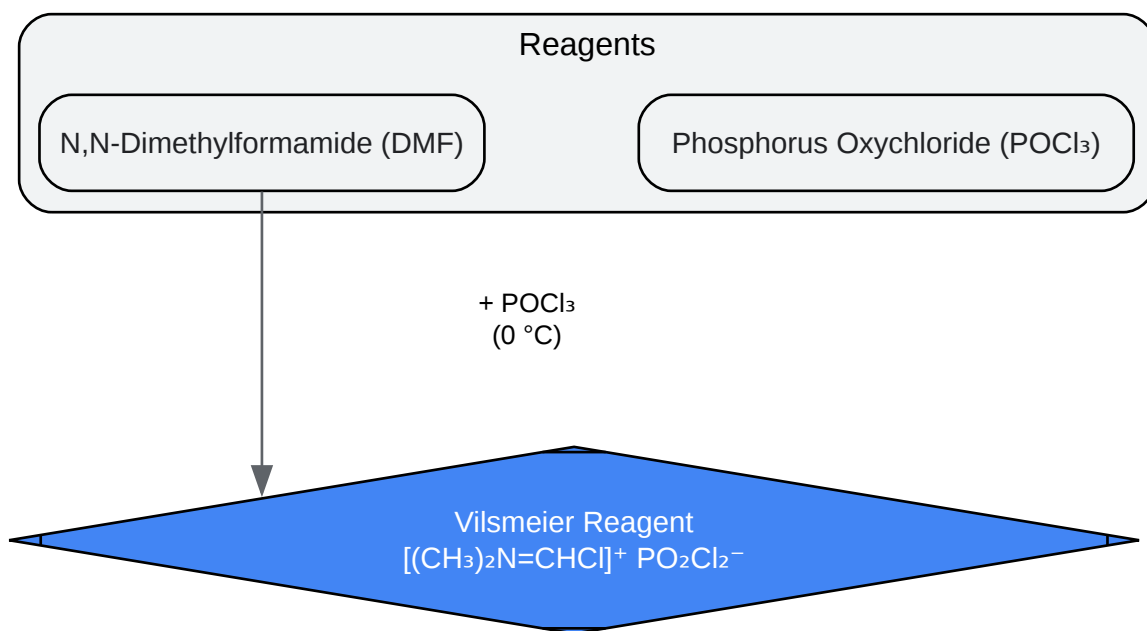 Reagents
N,N-Dimethylformamide (DMF)
Phosphorus Oxychloride (POCl₃)
+ POCl₃
(0 °C)
Vilsmeier Reagent
[(CH₃)₂N=CHCl]⁺ PO₂Cl₂⁻